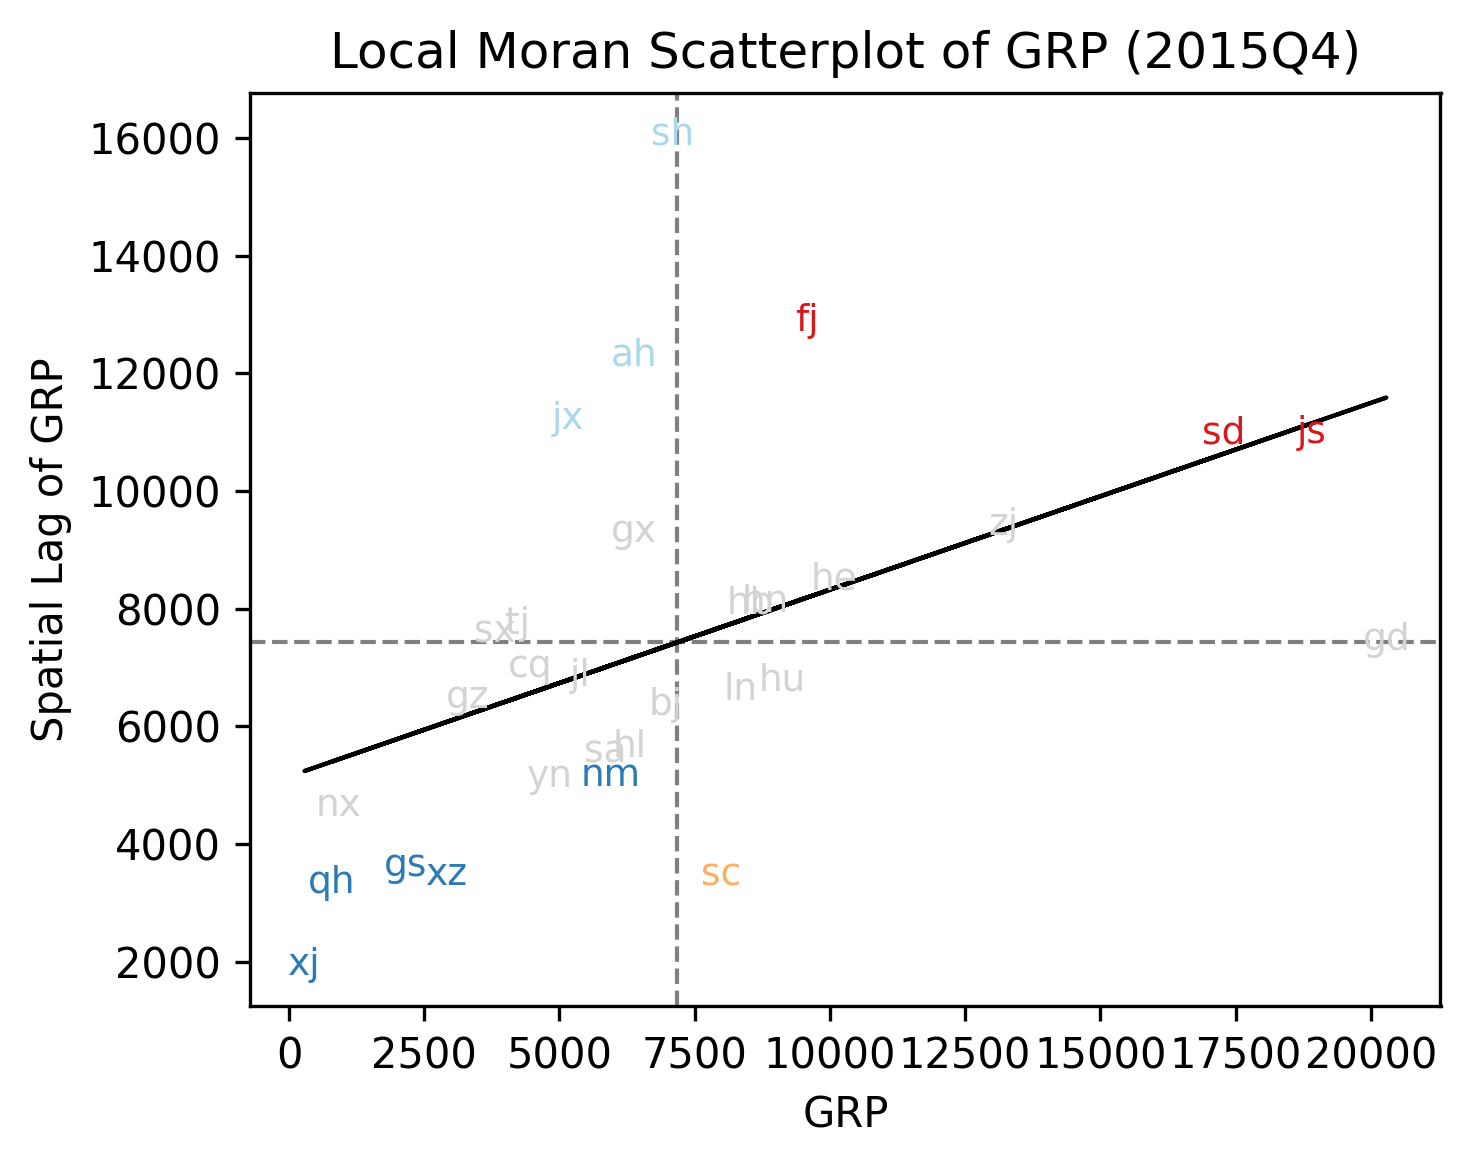 Local Moran Scatterplot of GRP (2015Q4)
16000
14000
12000
10000
8000
6000
4000
2000
Spatial Lag of GRP
sh
fj
ah
jx
sd js
gx
zj
he
hb hn
sx tj
gd
cq jl
hu
ln
gz
bj
sa hl
yn nm
nx
gs xz
sc
qh
xj
0 2500 5000 7500 10000 12500 15000 17500 20000
GRP